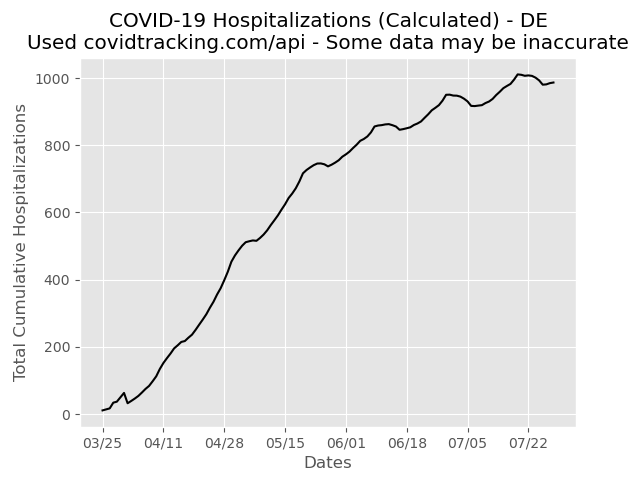 COVID-19 Hospitalizations (Calculated) - DE
Used covidtracking.com/api - Some data may be inaccurate
Total Cumulative Hospitalizations
1000
800
600
400
200
0
03/25 04/11 04/28 05/15 06/01 06/18 07/05 07/22
Dates